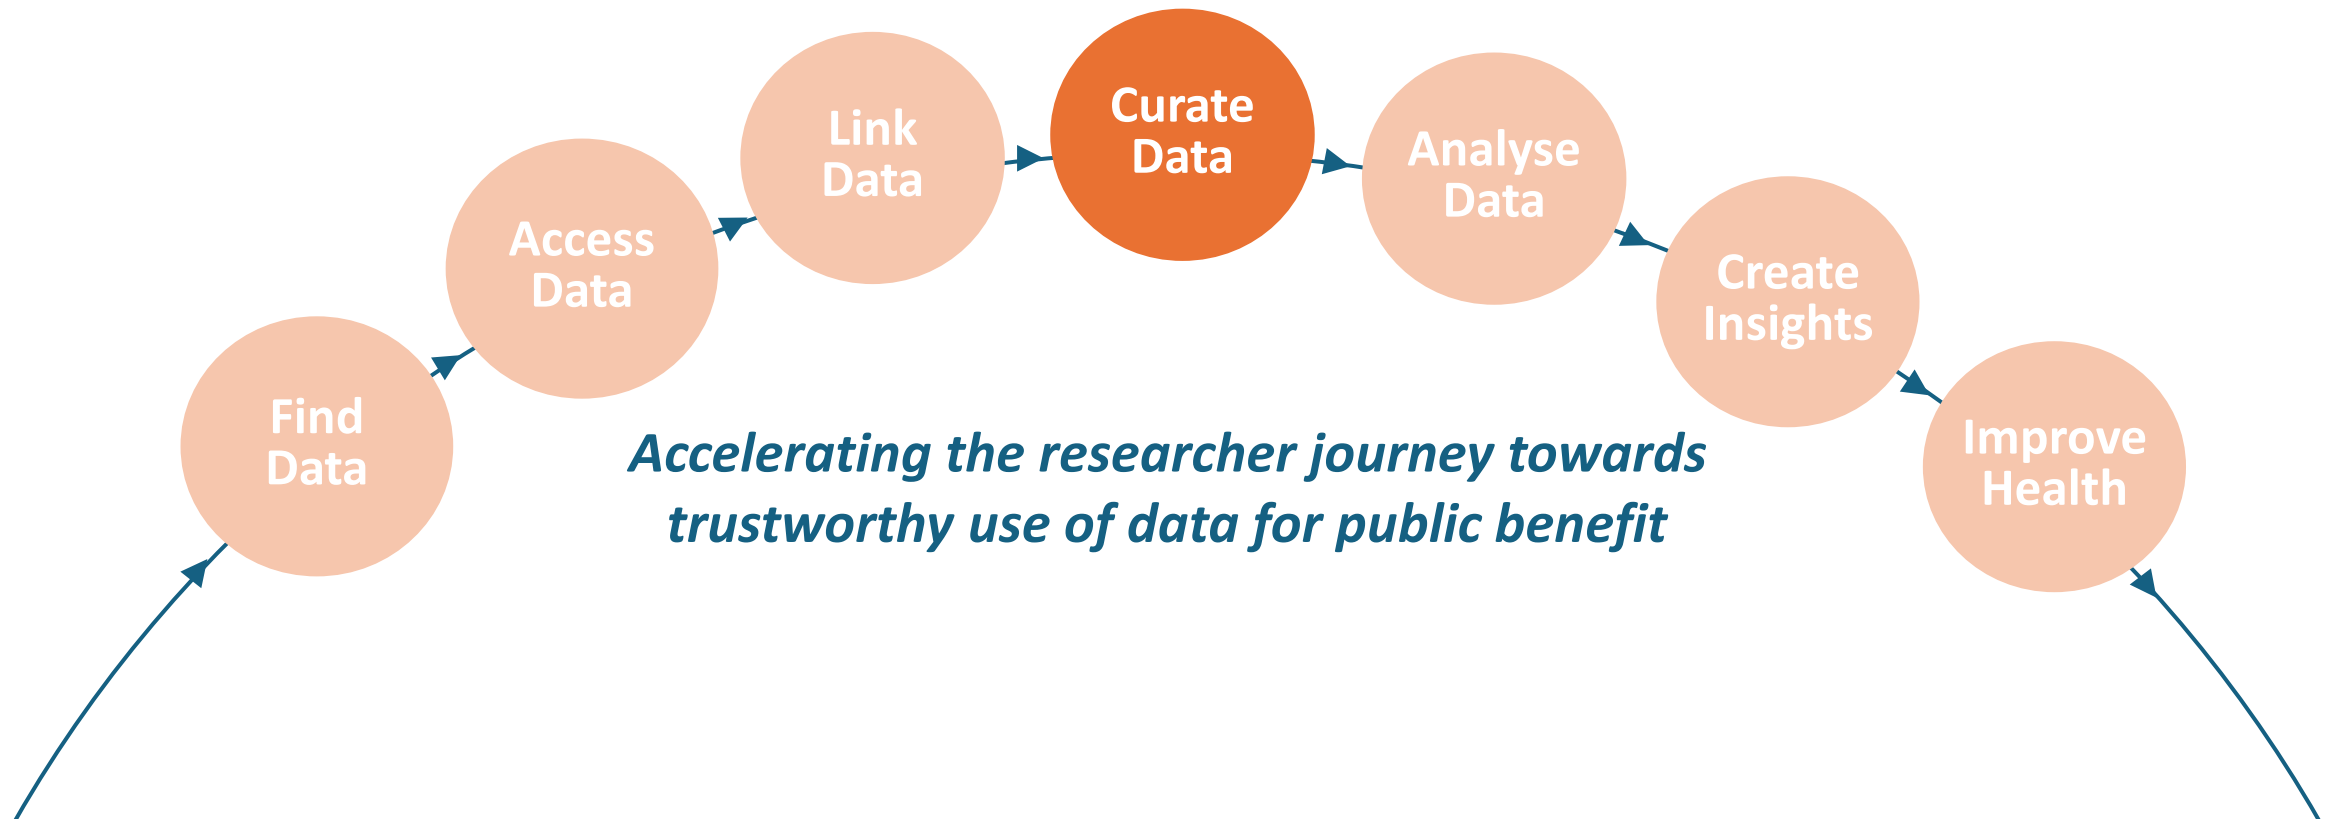 Find
Data
Access
Data
Link
Data
Curate
Data
Analyse
Data
Create
Insights
Improve
Health
Accelerating the researcher journey towards
trustworthy use of data for public benefit